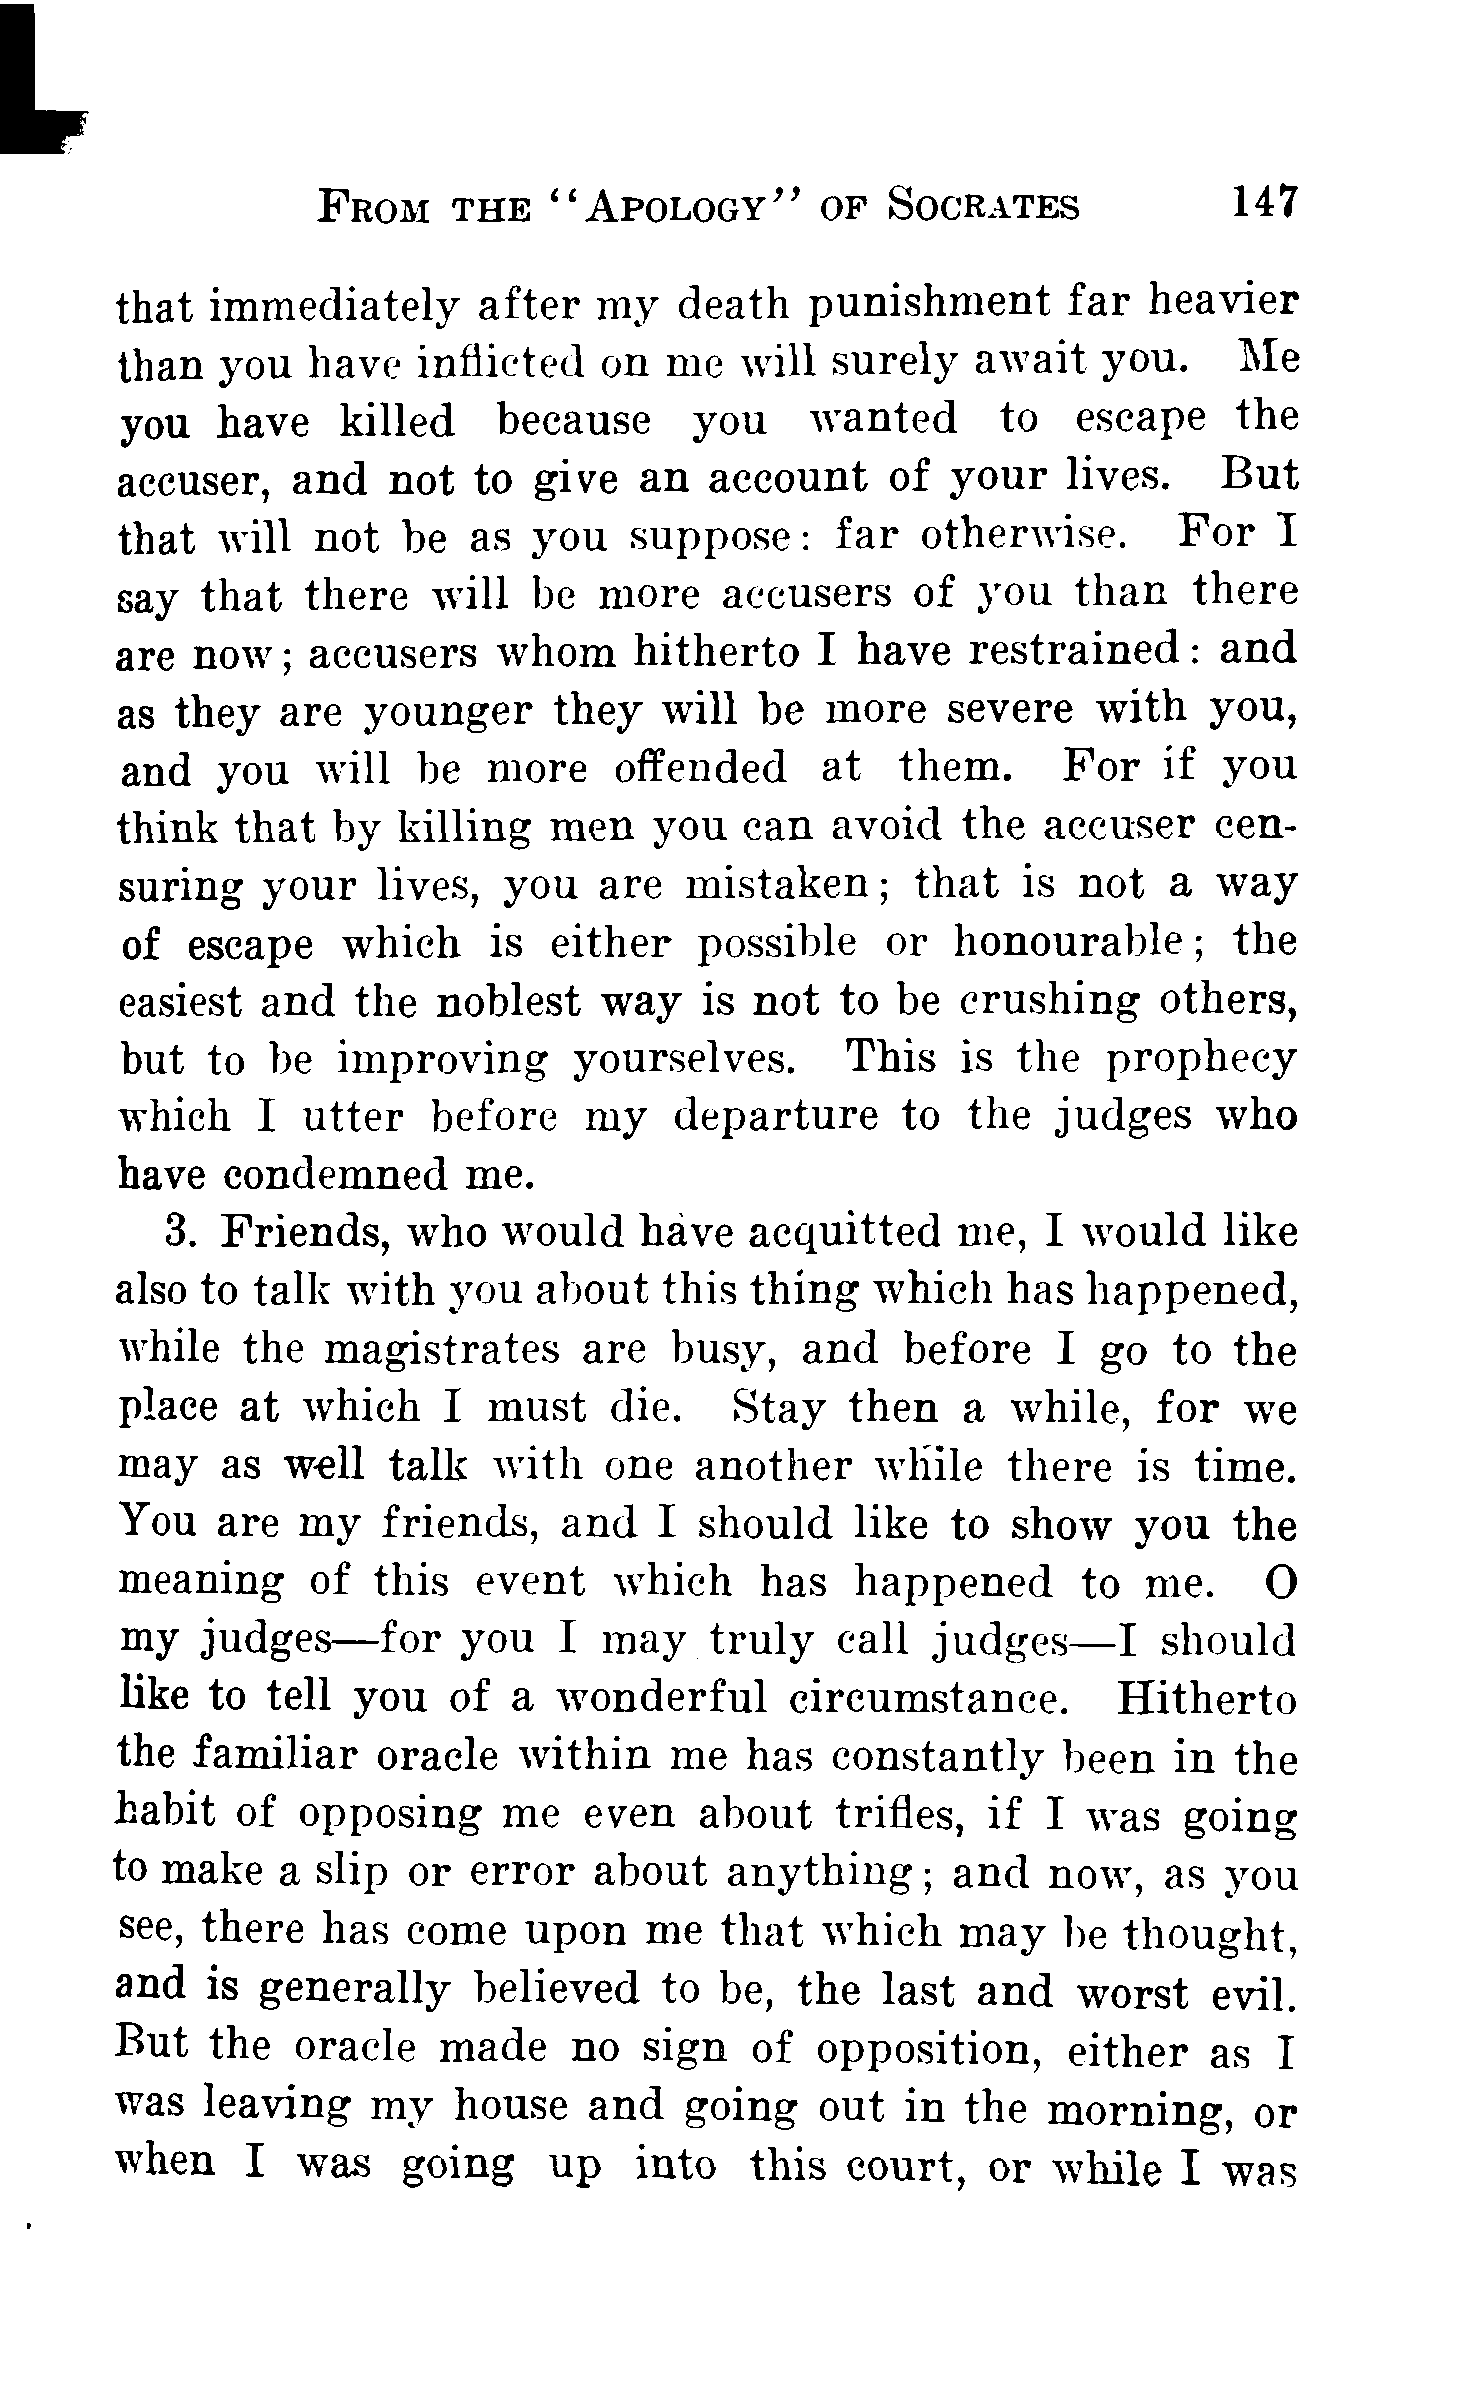 FROM THE "APOLOGY" OF SOCRATES 147
that immediately after my death punishment far heavier
than you have inflicted on me will surely await you. Me
you have killed because you wanted to escape the
accuser, and not to give an account of your lives. But
that will not be as you suppose: far otherwise. For I
say that there will be more accusers of you than there
are now; accusers whom hitherto I have restrained: and
as they are younger they will be more severe with you,
and you will be more offended at them. For if you
think that by killing men you can avoid the accuser cen-
suring your lives, you are mistaken; that is not a way
of escape which is either possible or honourable; the
easiest and the noblest way is not to be crushing others,
but to be improving yourselves. This is the prophecy
which I utter before my departure to the judges who
have condemned me.
3. Friends, who would have acquitted me, I would like
also to talk with you about this thing which has happened,
while the magistrates are busy, and before I go to the
place at which I must die. Stay then a while, for we
may as well talk with one another while there is time.
You are my friends, and I should like to show you the
meaning of this event which has happened to me. O
my judges—for you I may truly call judges—I should
like to tell you of a wonderful circumstance. Hitherto
the familiar oracle within me has constantly been in the
habit of opposing me even about trifles, if I was going
to make a slip or error about anything; and now, as you
see, there has come upon me that which may be thought,
and is generally believed to be, the last and worst evil.
But the oracle made no sign of opposition, either as I
was leaving my house and going out in the morning, or
when I was going up into this court, or while I was